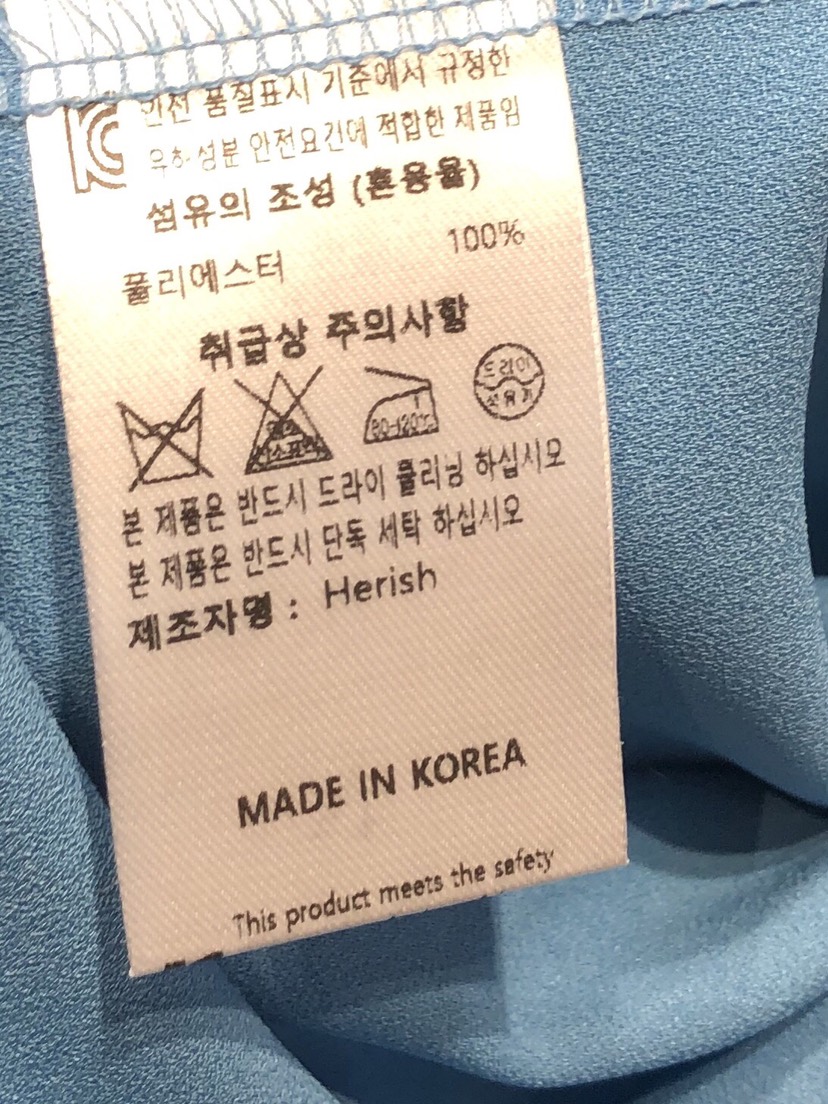 안전 품질표시 기준에서 규정한
유해성분 안전요건에 적합한 제품임
섬유의 조성 (혼용율)
100%
폴리에스터
취급상 주의사항
드라이
석유계
80-120℃
산소표백
본 제품은 반드시 드라이 클리닝 하십시오
본 제품은 반드시 단독 세탁 하십시오
제조자명 : Herish
MADE IN KOREA
This product meets the safety